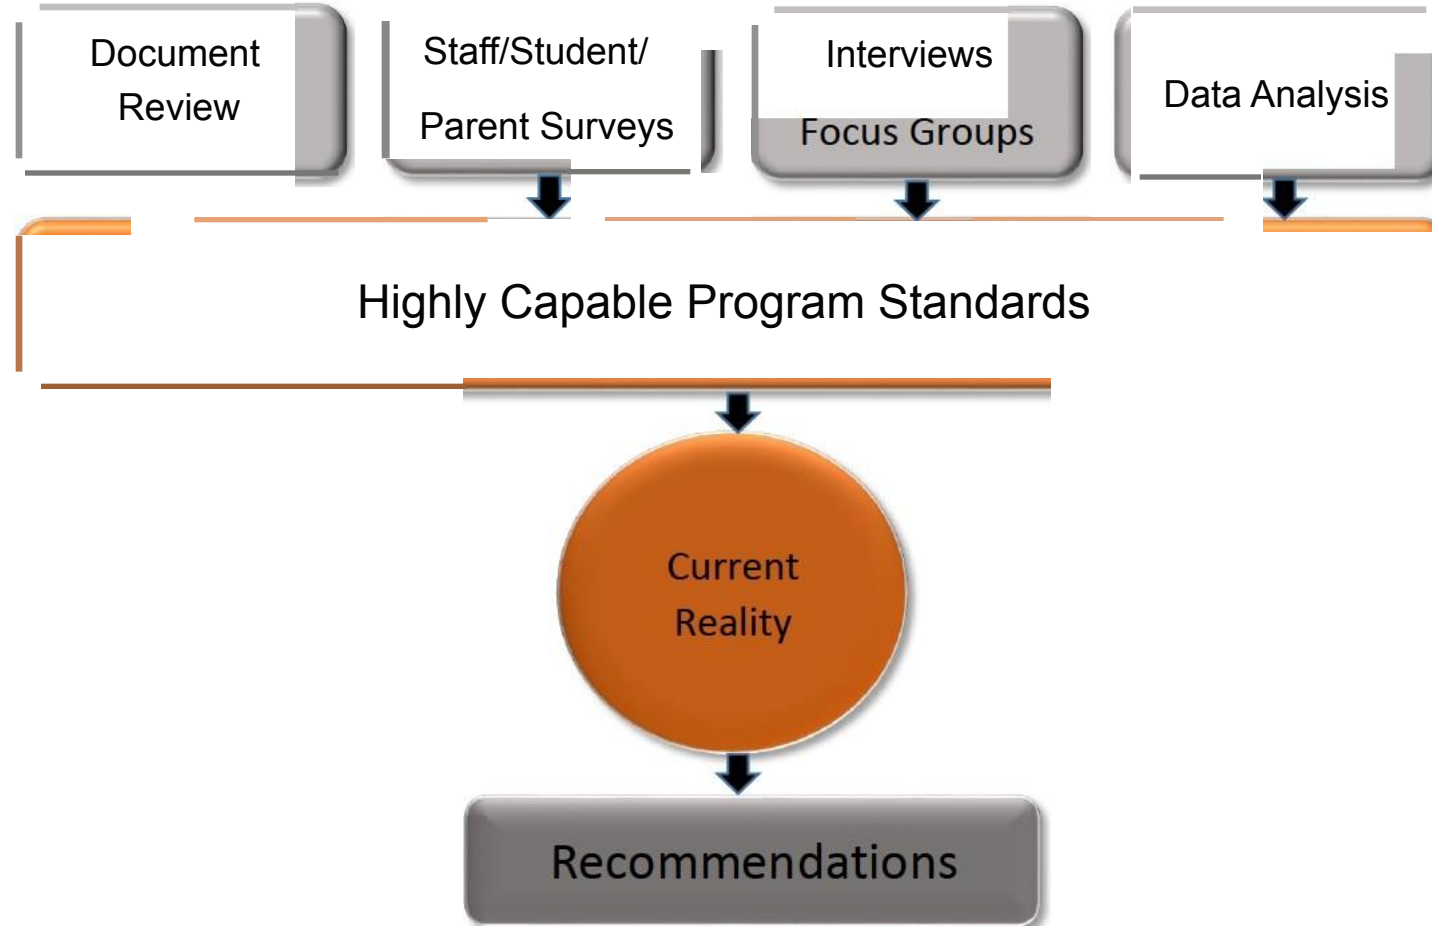 Document
Review
Staff/Student/
Parent Surveys
Interviews
Focus Groups
Data Analysis
Highly Capable Program Standards
Current
Reality
Recommendations